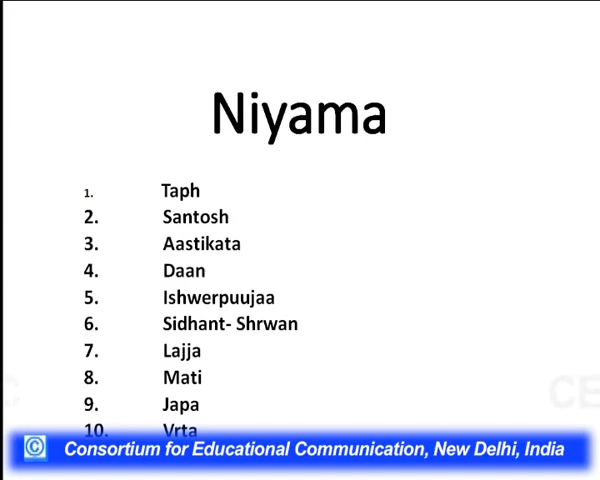 Niyama
1. Taph
2. Santosh
3. Aastikata
4. Daan
5. Ishwerpuujaa
6. Sidhant- Shrwan
7. Lajja
8. Mati
9. Japa
10. Vrta
© Consortium for Educational Communication, New Delhi, India